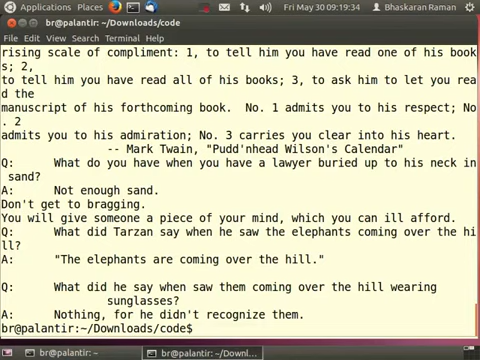 Applications Places Fri May 30 09:19:34 Bhaskaran Raman
br@palantir: ~/Downloads/code
File Edit View Search Terminal Help
rising scale of compliment: 1, to tell him you have read one of his book
s; 2,
to tell him you have read all of his books; 3, to ask him to let you rea
d the
manuscript of his forthcoming book.  No. 1 admits you to his respect; No
. 2
admits you to his admiration; No. 3 carries you clear into his heart.
-- Mark Twain, "Pudd'nhead Wilson's Calendar"
Q: What do you have when you have a lawyer buried up to his neck in
sand?
A: Not enough sand.
Don't get to bragging.
You will give someone a piece of your mind, which you can ill afford.
Q: What did Tarzan say when he saw the elephants coming over the hi
ll?
A: "The elephants are coming over the hill."
Q: What did he say when saw them coming over the hill wearing
sunglasses?
A: Nothing, for he didn't recognize them.
br@palantir:~/Downloads/code$
br@palantir: ~ br@palantir: ~/Downl...